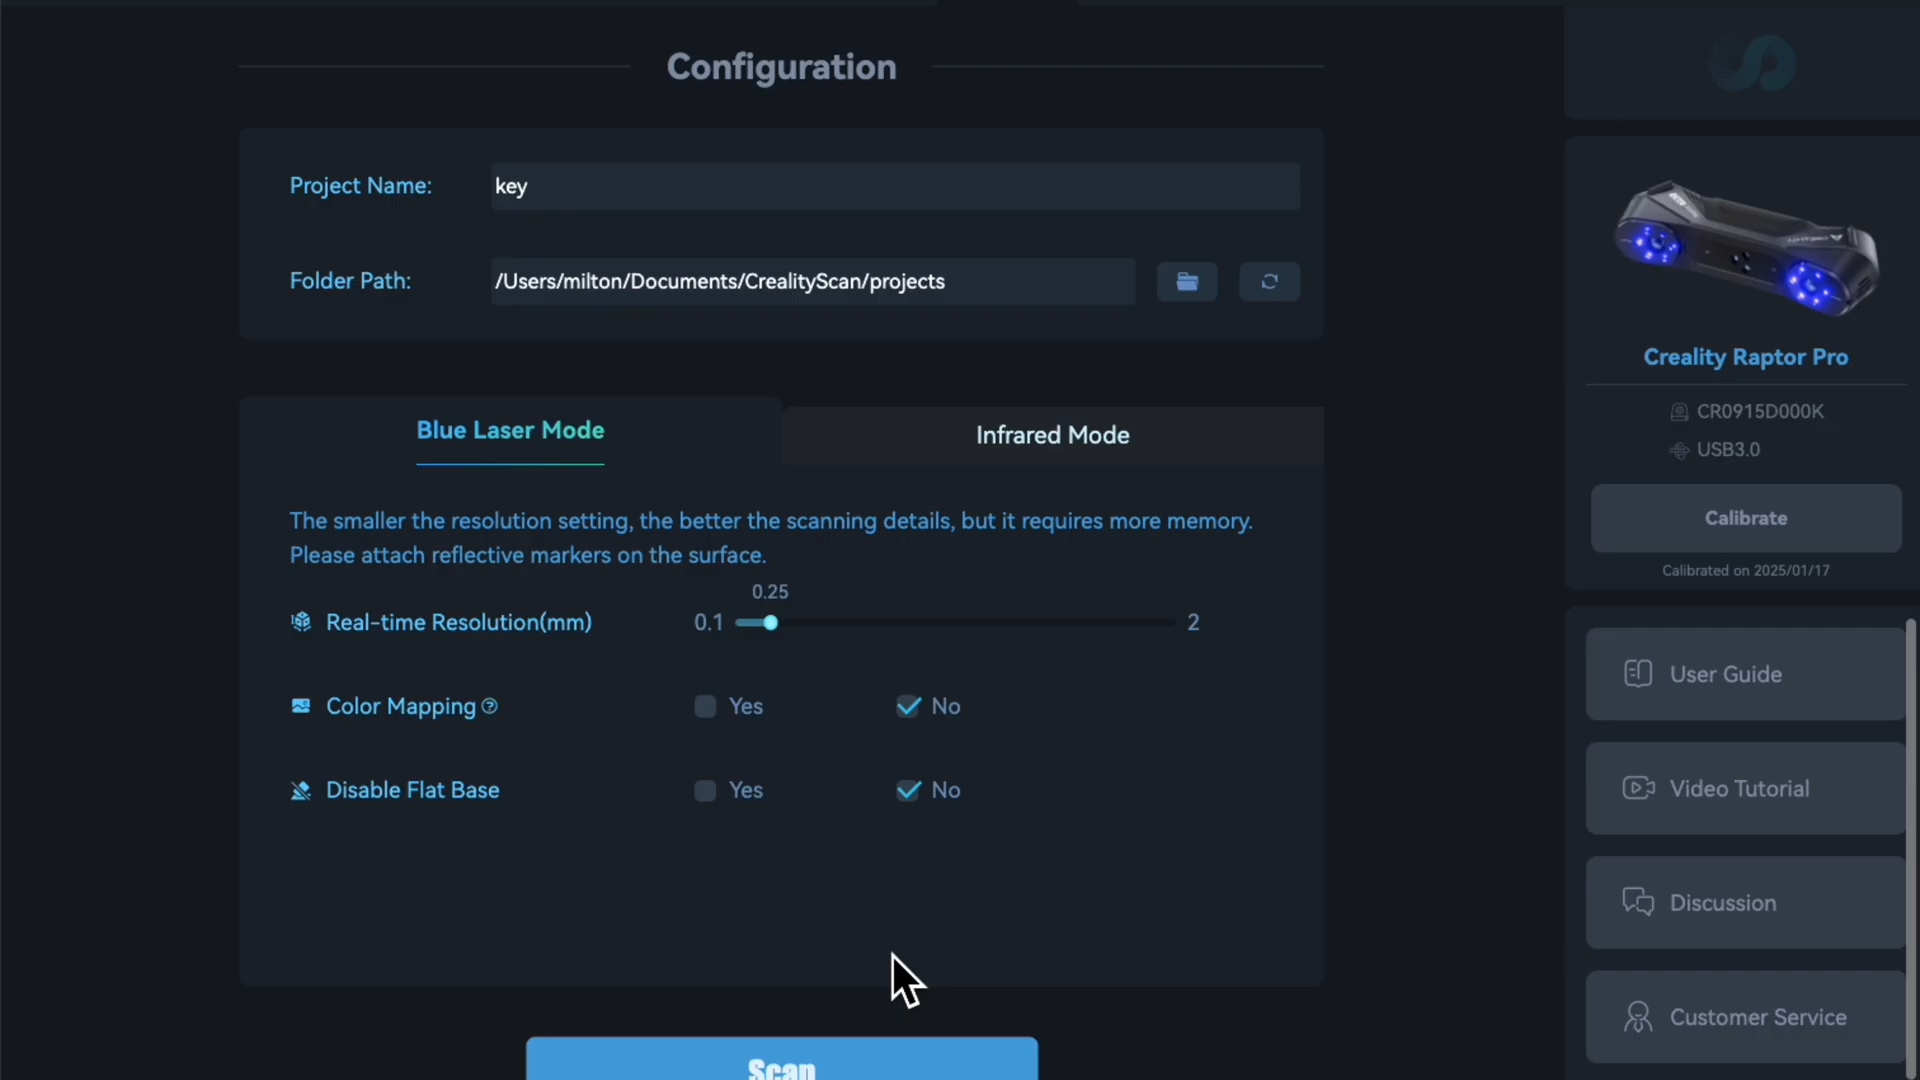 Configuration
Project Name: key
Folder Path: /Users/milton/Documents/CrealityScan/projects
Blue Laser Mode
Infrared Mode
The smaller the resolution setting, the better the scanning details, but it requires more memory.
Please attach reflective markers on the surface.
0.25
Real-time Resolution(mm) 0.1 2
Color Mapping Yes No
Disable Flat Base Yes No
Scan
Creality Raptor Pro
CR0915D000K
USB3.0
Calibrate
Calibrated on 2025/01/17
User Guide
Video Tutorial
Discussion
Customer Service